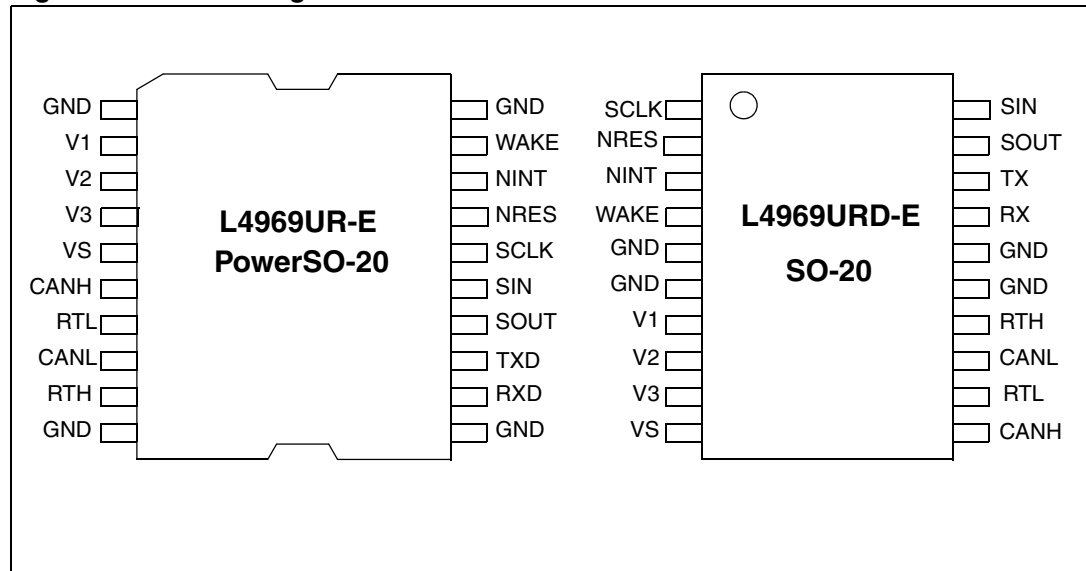 GND
V1
V2
V3
VS
CANH
RTL
CANL
RTH
GND
L4969UR-E
PowerSO-20
GND
WAKE
NINT
NRES
SCLK
SIN
SOUT
TXD
RXD
GND
SCLK
NRES
NINT
WAKE
GND
GND
V1
V2
V3
VS
L4969URD-E
SO-20
SIN
SOUT
TX
RX
GND
GND
RTH
CANL
RTL
CANH